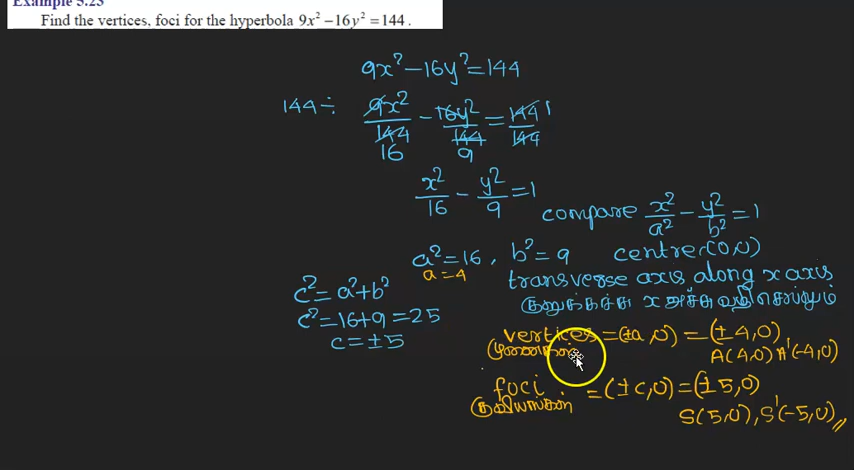 Example 5.23
Find the vertices, foci for the hyperbola 9x² −16y² = 144 .
9x² − 16y² = 144
144 ÷ 9x²/144 − 16y²/144 = 144/144 1
16 9
x²/16 − y²/9 = 1
compare x²/a² − y²/b² = 1
a² = 16 , b² = 9 centre (0,0)
a = 4
transverse axis along x axis
c² = a² + b²
c² = 16 + 9 = 25
c = ±5
vertices = (±a, 0) = (±4, 0)
A(4,0) A'(-4,0)
foci = (±c, 0) = (±5, 0)
S(5,0), S'(-5,0)//